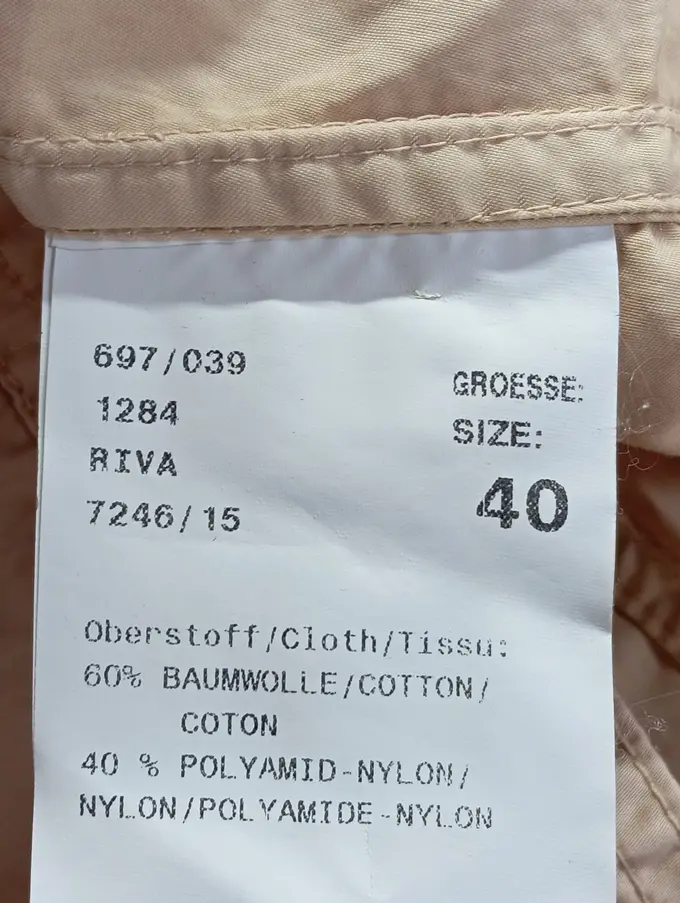 697/039
1284
RIVA
7246/15
GROESSE:
SIZE:
40
Oberstoff/Cloth/Tissu:
60% BAUMWOLLE/COTTON/
COTON
40 % POLYAMID-NYLON/
NYLON/POLYAMIDE-NYLON